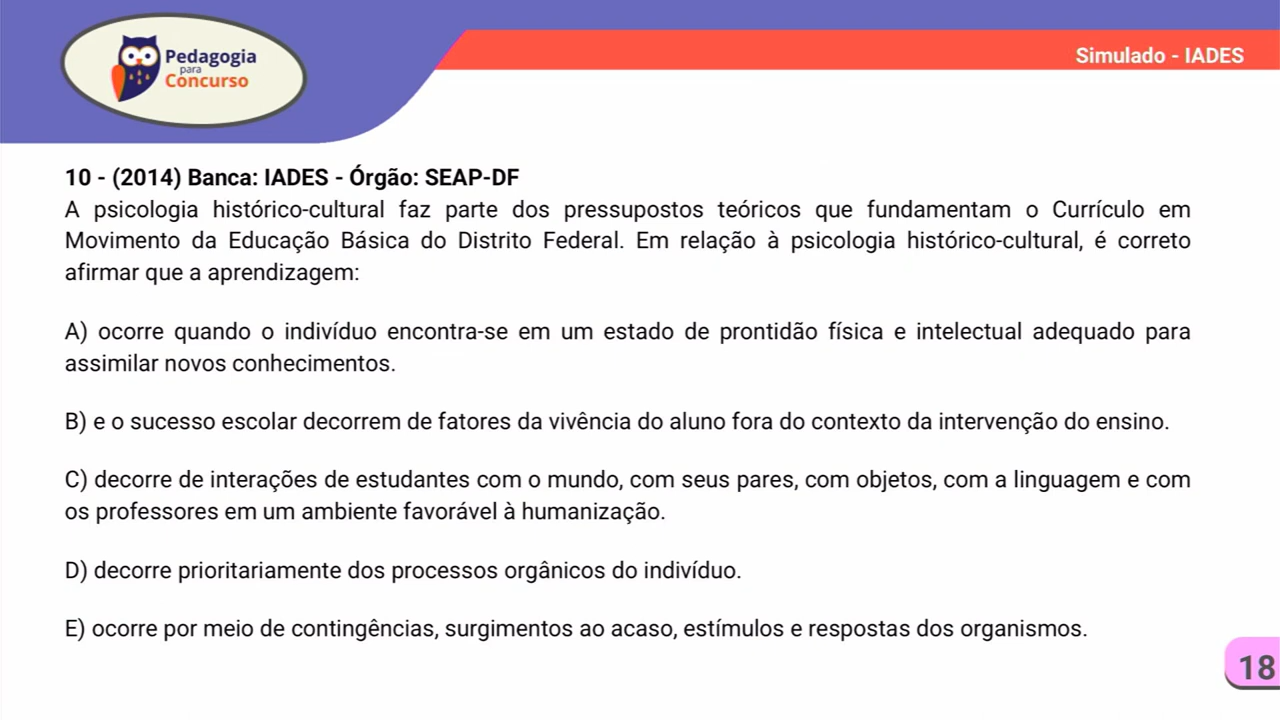 Pedagogia
para
Concurso
Simulado - IADES
10 - (2014) Banca: IADES - Órgão: SEAP-DF
A psicologia histórico-cultural faz parte dos pressupostos teóricos que fundamentam o Currículo em
Movimento da Educação Básica do Distrito Federal. Em relação à psicologia histórico-cultural, é correto
afirmar que a aprendizagem:
A) ocorre quando o indivíduo encontra-se em um estado de prontidão física e intelectual adequado para
assimilar novos conhecimentos.
B) e o sucesso escolar decorrem de fatores da vivência do aluno fora do contexto da intervenção do ensino.
C) decorre de interações de estudantes com o mundo, com seus pares, com objetos, com a linguagem e com
os professores em um ambiente favorável à humanização.
D) decorre prioritariamente dos processos orgânicos do indivíduo.
E) ocorre por meio de contingências, surgimentos ao acaso, estímulos e respostas dos organismos.
18